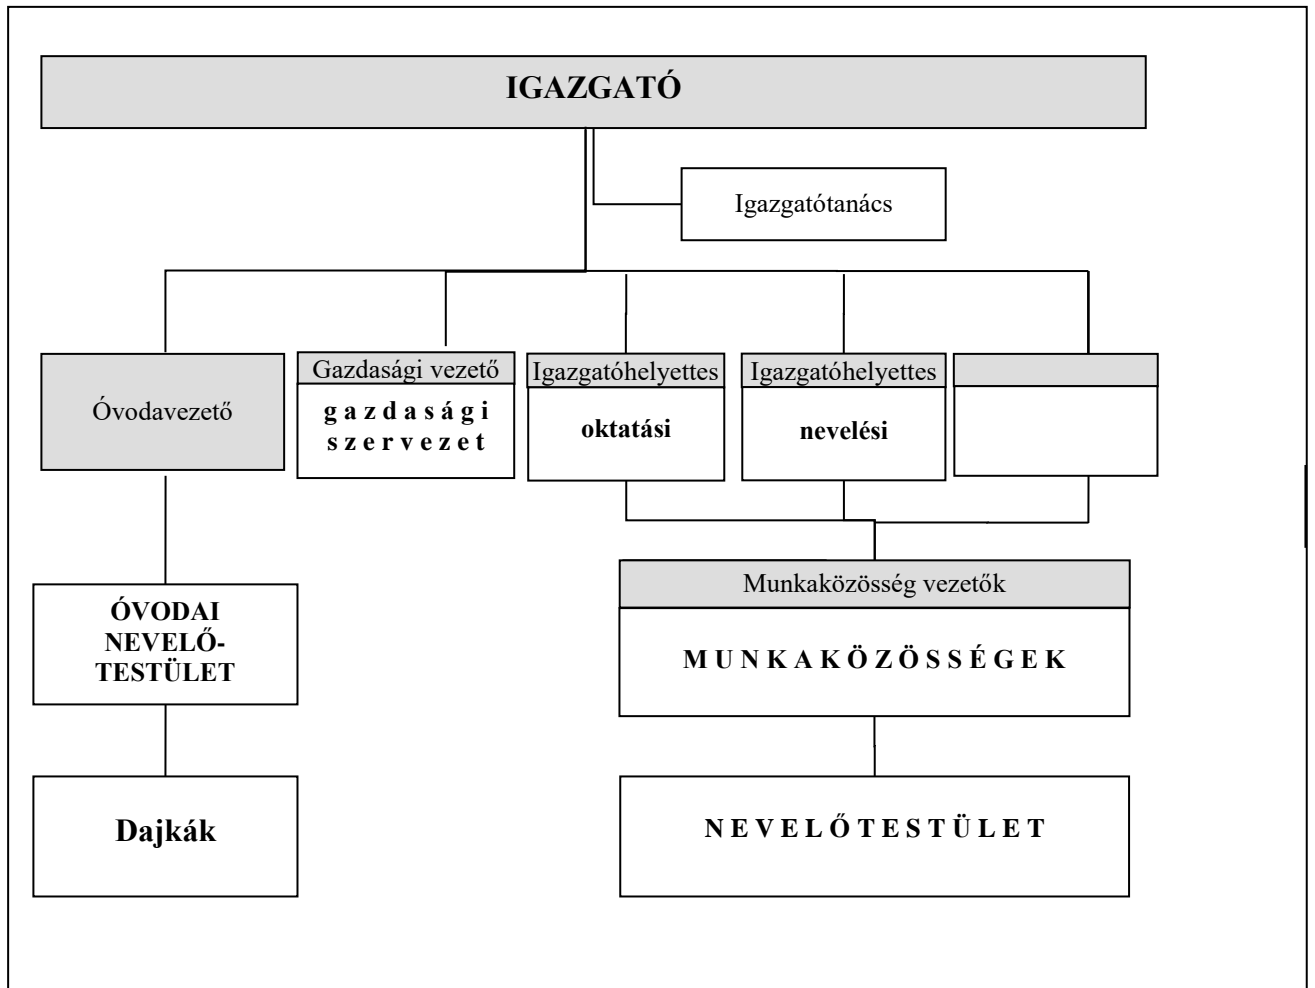 IGAZGATÓ
Igazgatótanács
Óvodavezető
Gazdasági vezető
g a z d a s á g i
s z e r v e z e t
Igazgatóhelyettes
oktatási
Igazgatóhelyettes
nevelési
ÓVODAI
NEVELŐ-
TESTÜLET
Munkaközösség vezetők
M U N K A K Ö Z Ö S S É G E K
Dajkák
N E V E L Ő T E S T Ü L E T